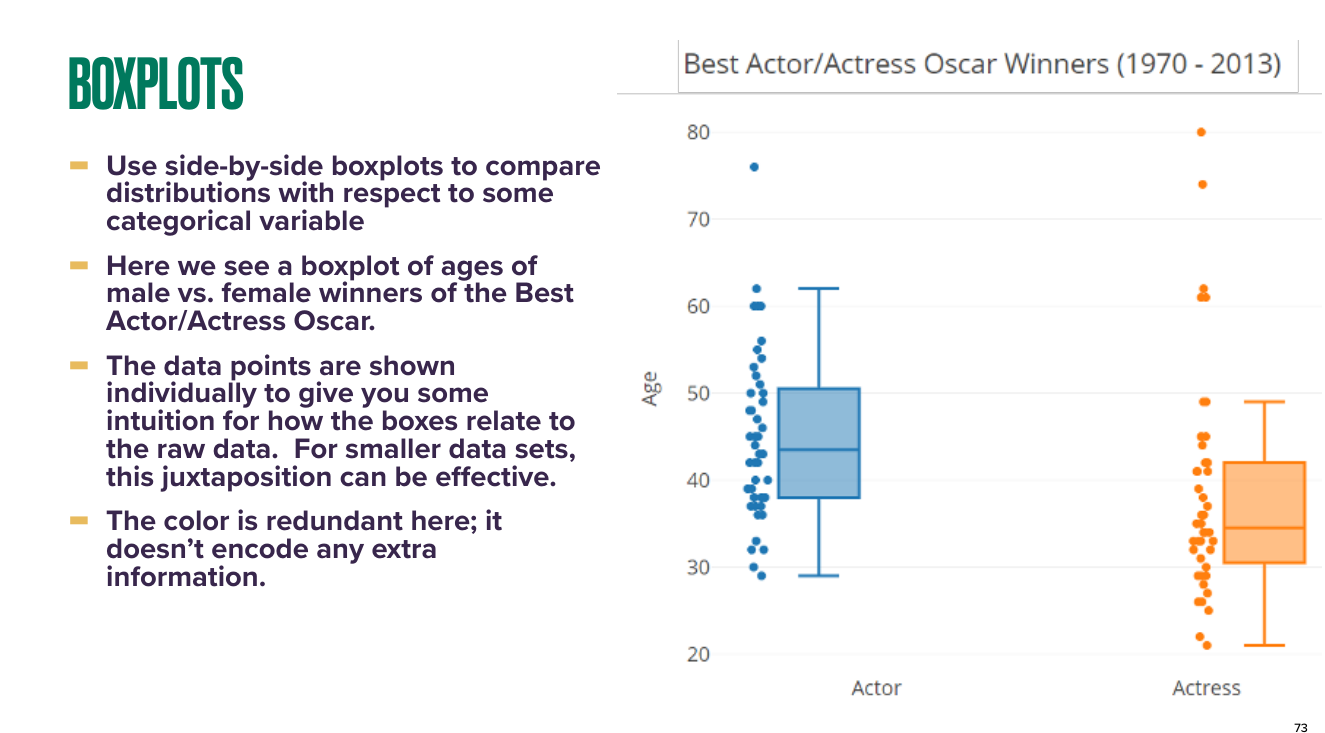 BOXPLOTS
Use side-by-side boxplots to compare
distributions with respect to some
categorical variable
Here we see a boxplot of ages of
male vs. female winners of the Best
Actor/Actress Oscar.
The data points are shown
individually to give you some
intuition for how the boxes relate to
the raw data.  For smaller data sets,
this juxtaposition can be effective.
The color is redundant here; it
doesn’t encode any extra
information.
Best Actor/Actress Oscar Winners (1970 - 2013)
80
70
60
50
40
30
20
Age
Actor
Actress
73